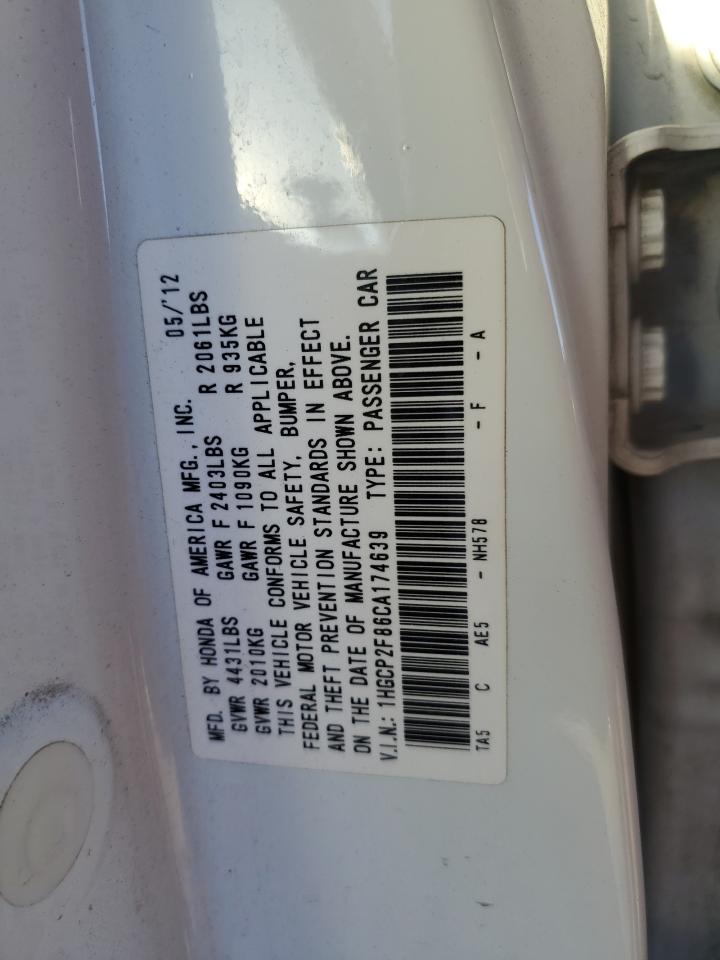 MFD. BY HONDA OF AMERICA MFG., INC. 05/'12
GVWR 4431LBS GAWR F 2403LBS R 2061LBS
GVWR 2010KG GAWR F 1090KG R 935KG
THIS VEHICLE CONFORMS TO ALL APPLICABLE
FEDERAL MOTOR VEHICLE SAFETY, BUMPER,
AND THEFT PREVENTION STANDARDS IN EFFECT
ON THE DATE OF MANUFACTURE SHOWN ABOVE.
V.I.N.: 1HGCP2F86CA174639 TYPE: PASSENGER CAR
TA5 C AE5 - NH578 - F - A